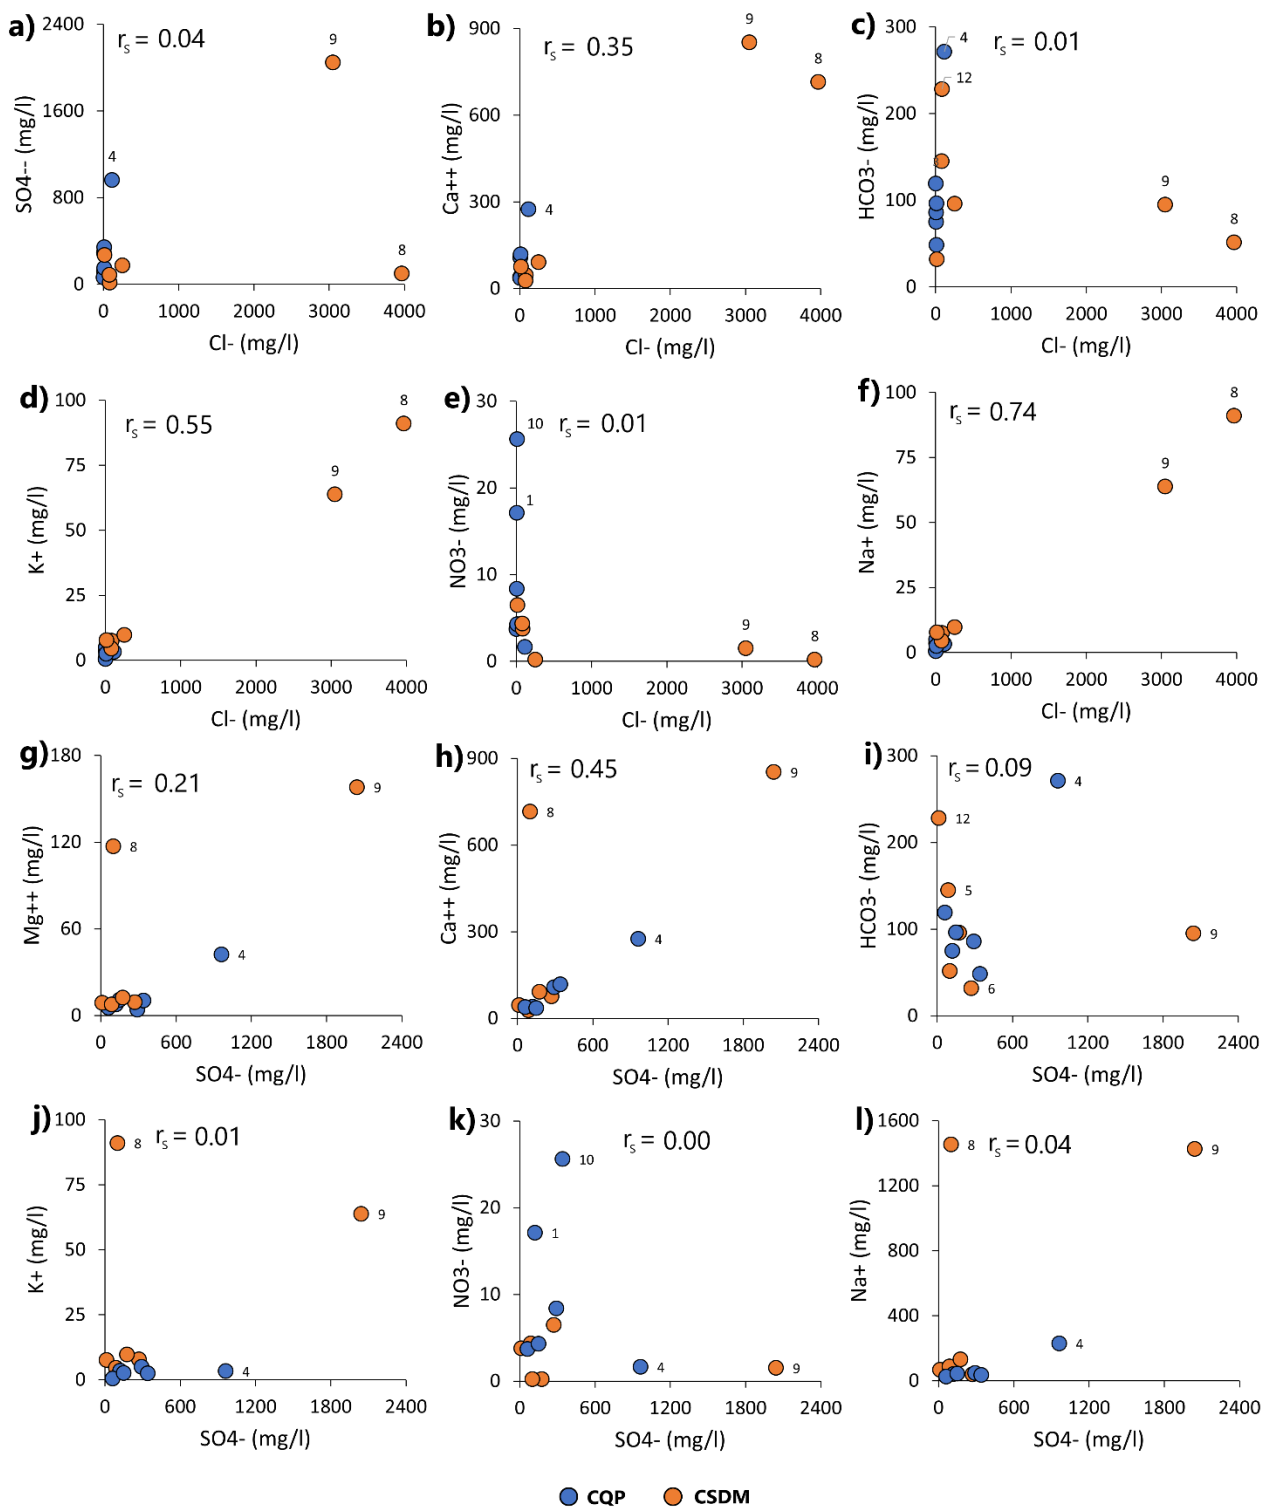 a)
rs = 0.04
2400
1600
800
0
SO4-- (mg/l)
9
4
8
0 1000 2000 3000 4000
Cl- (mg/l)
b)
rs = 0.35
900
600
300
0
Ca++ (mg/l)
9
8
4
0 1000 2000 3000 4000
Cl- (mg/l)
c)
rs = 0.01
300
200
100
0
HCO3- (mg/l)
4
12
9
8
0 1000 2000 3000 4000
Cl- (mg/l)
d)
rs = 0.55
100
75
50
25
0
K+ (mg/l)
8
9
0 1000 2000 3000 4000
Cl- (mg/l)
e)
rs = 0.01
30
20
10
0
NO3- (mg/l)
10
1
9
8
0 1000 2000 3000 4000
Cl- (mg/l)
f)
rs = 0.74
100
75
50
25
0
Na+ (mg/l)
8
9
0 1000 2000 3000 4000
Cl- (mg/l)
g)
rs = 0.21
180
120
60
0
Mg++ (mg/l)
9
8
4
0 600 1200 1800 2400
SO4- (mg/l)
h)
rs = 0.45
900
600
300
0
Ca++ (mg/l)
9
8
4
0 600 1200 1800 2400
SO4- (mg/l)
i)
rs = 0.09
300
200
100
0
HCO3- (mg/l)
4
12
5
9
6
0 600 1200 1800 2400
SO4- (mg/l)
j)
rs = 0.01
100
75
50
25
0
K+ (mg/l)
8
9
4
0 600 1200 1800 2400
SO4- (mg/l)
k)
rs = 0.00
30
20
10
0
NO3- (mg/l)
10
1
4
9
0 600 1200 1800 2400
SO4- (mg/l)
l)
rs = 0.04
1600
1200
800
400
0
Na+ (mg/l)
8
9
4
0 600 1200 1800 2400
SO4- (mg/l)
CQP CSDM